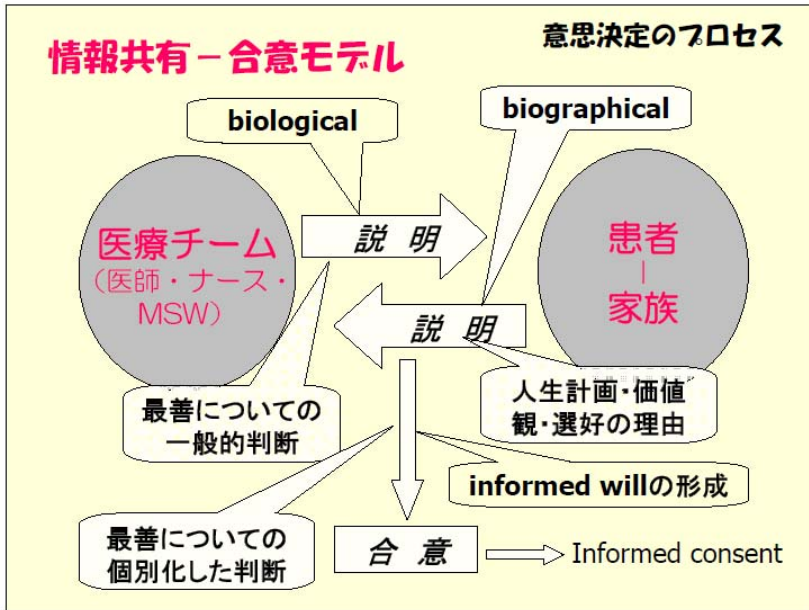 意思決定のプロセス
情報共有－合意モデル
biological
biographical
医療チーム
（医師・ナース・
MSW）
説 明
患者
－
家族
説 明
最善についての
一般的判断
人生計画・価値
観・選好の理由
informed willの形成
最善についての
個別化した判断
合 意
Informed consent